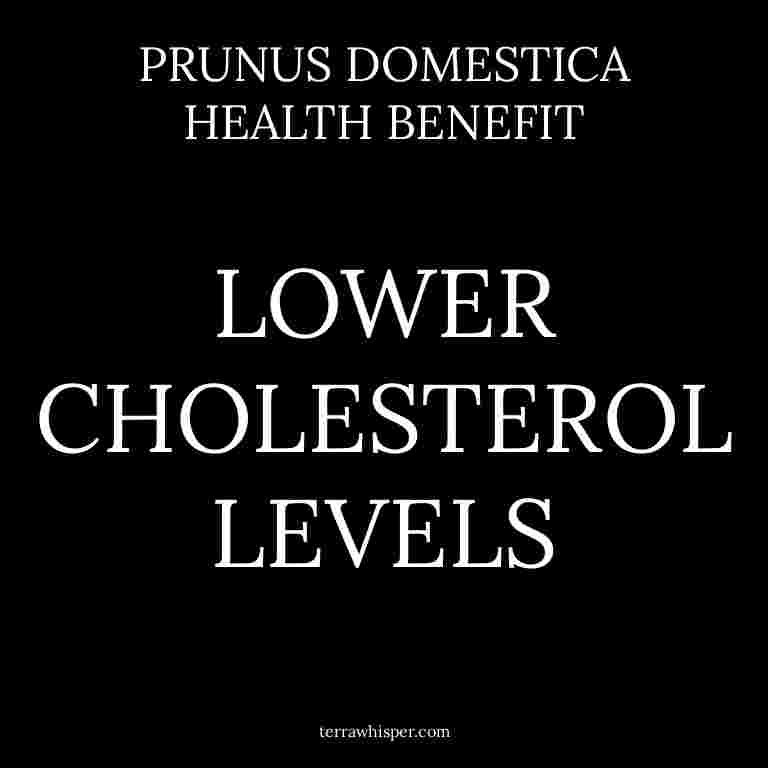 PRUNUS DOMESTICA
HEALTH BENEFIT
LOWER
CHOLESTEROL
LEVELS
terrawhisper.com